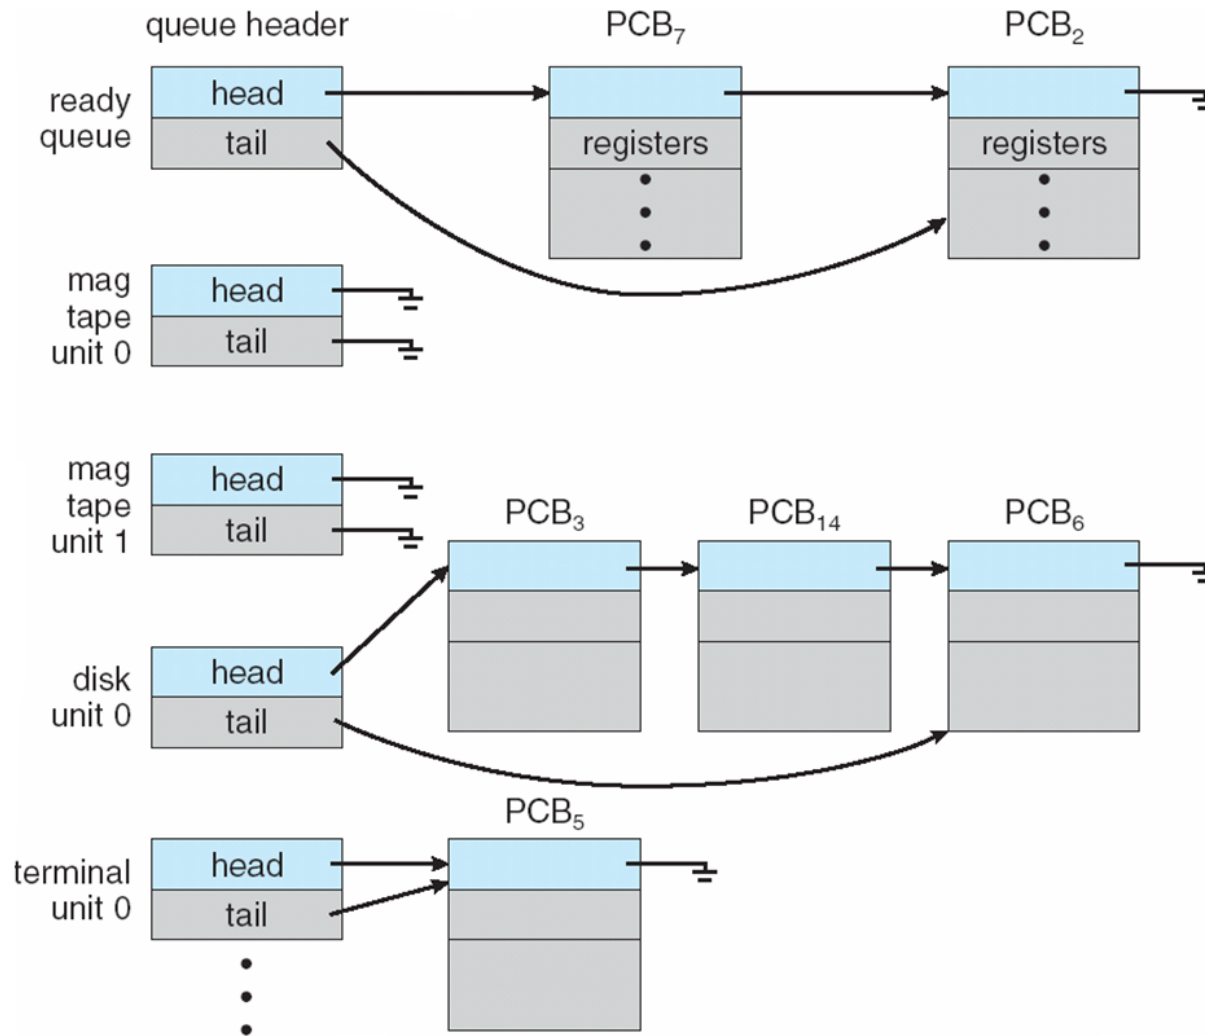 queue header
PCB₇
PCB₂
ready
queue
head
tail
registers
registers
mag
tape
unit 0
head
tail
mag
tape
unit 1
head
tail
PCB₃
PCB₁₄
PCB₆
disk
unit 0
head
tail
PCB₅
terminal
unit 0
head
tail